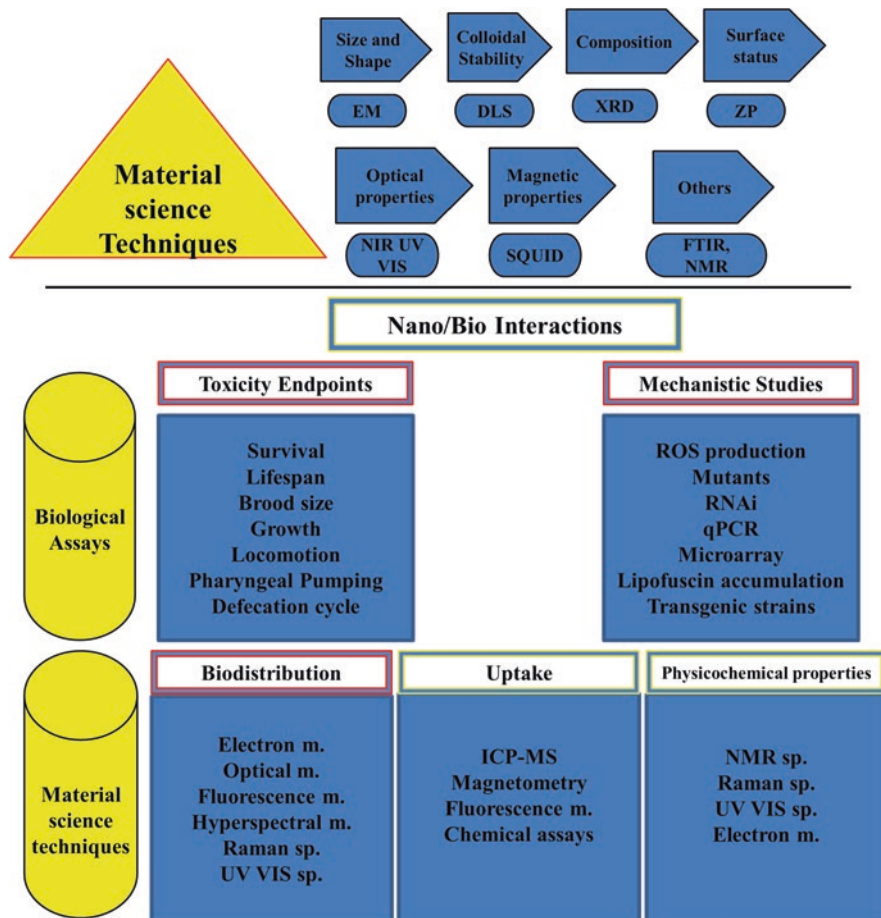 Size and
Shape
Colloidal
Stability
Composition
Surface
status
EM
DLS
XRD
ZP
Material
science
Techniques
Optical
properties
Magnetic
properties
Others
NIR UV
VIS
SQUID
FTIR,
NMR
Nano/Bio Interactions
Toxicity Endpoints
Mechanistic Studies
Biological
Assays
Survival
Lifespan
Brood size
Growth
Locomotion
Pharyngeal Pumping
Defecation cycle
ROS production
Mutants
RNAi
qPCR
Microarray
Lipofuscin accumulation
Transgenic strains
Biodistribution
Uptake
Physicochemical properties
Material
science
techniques
Electron m.
Optical m.
Fluorescence m.
Hyperspectral m.
Raman sp.
UV VIS sp.
ICP-MS
Magnetometry
Fluorescence m.
Chemical assays
NMR sp.
Raman sp.
UV VIS sp.
Electron m.